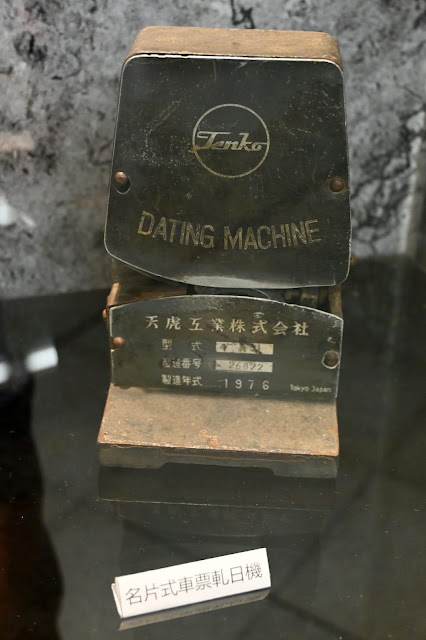 Tenko
DATING MACHINE
天虎工業株式会社
型 式
製造番号 26022
製造年式 1976
Tokyo Japan
名片式車票軋日機